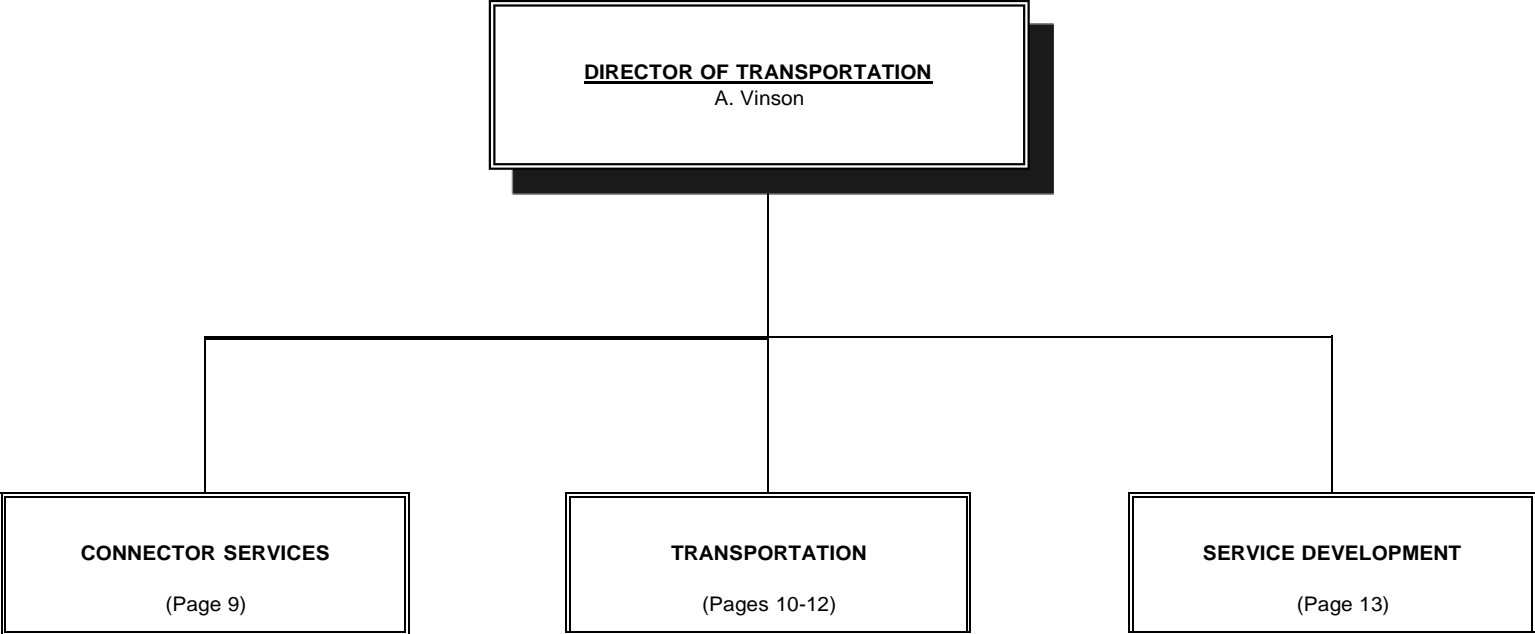 DIRECTOR OF TRANSPORTATION
A. Vinson
CONNECTOR SERVICES
(Page 9)
TRANSPORTATION
(Pages 10-12)
SERVICE DEVELOPMENT
(Page 13)